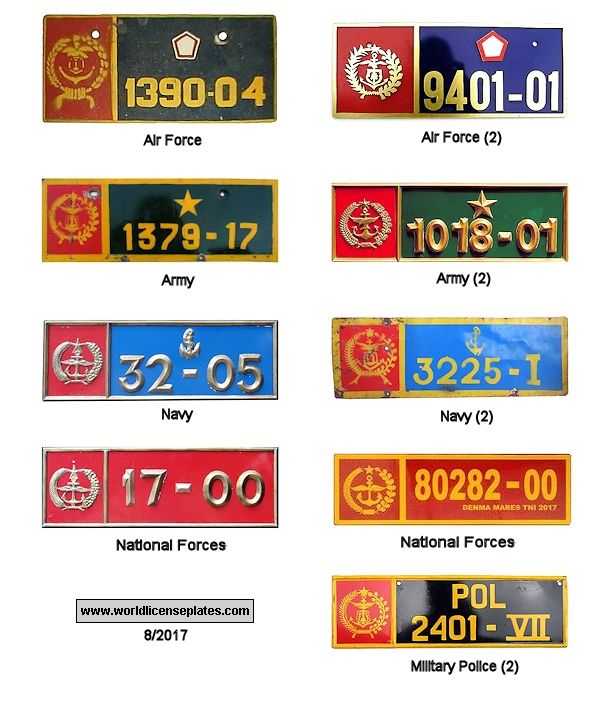 1390-04
Air Force
9401-01
Air Force (2)
1379-17
Army
1018-01
Army (2)
32-05
Navy
3225-I
Navy (2)
17-00
National Forces
80282-00
DENMA MABES TNI 2017
National Forces
www.worldlicenseplates.com
8/2017
POL
2401-VII
Military Police (2)